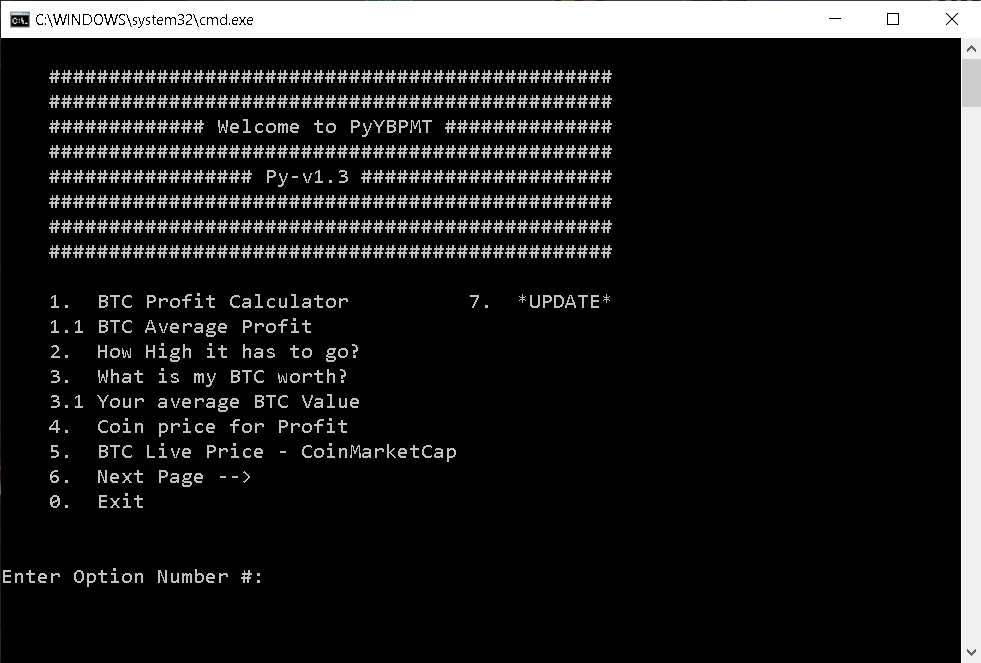 C:\WINDOWS\system32\cmd.exe
###############################################
###############################################
############# Welcome to PyYBPMT ##############
###############################################
################# Py-v1.3 #####################
###############################################
###############################################
###############################################
1.  BTC Profit Calculator          7.  *UPDATE*
1.1 BTC Average Profit
2.  How High it has to go?
3.  What is my BTC worth?
3.1 Your average BTC Value
4.  Coin price for Profit
5.  BTC Live Price - CoinMarketCap
6.  Next Page -->
0.  Exit
Enter Option Number #: